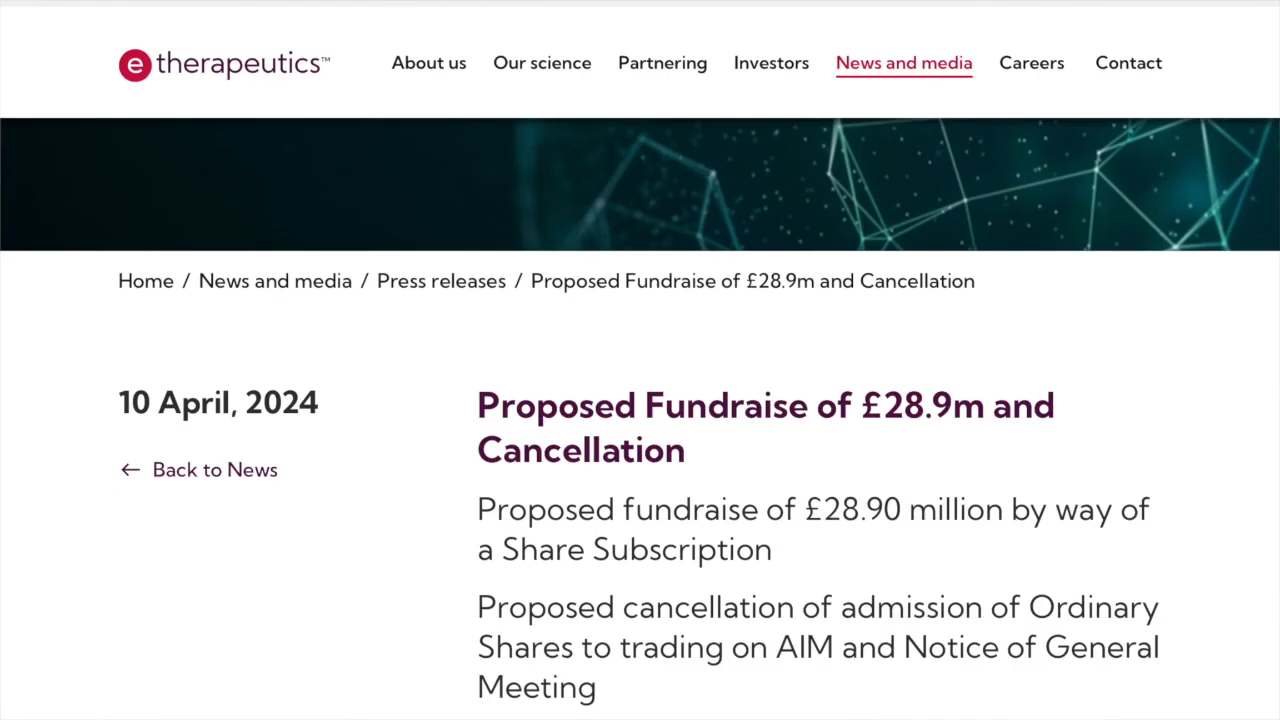 e therapeutics™
About us Our science Partnering Investors News and media Careers Contact
Home / News and media / Press releases / Proposed Fundraise of £28.9m and Cancellation
10 April, 2024
← Back to News
Proposed Fundraise of £28.9m and
Cancellation
Proposed fundraise of £28.90 million by way of
a Share Subscription
Proposed cancellation of admission of Ordinary
Shares to trading on AIM and Notice of General
Meeting